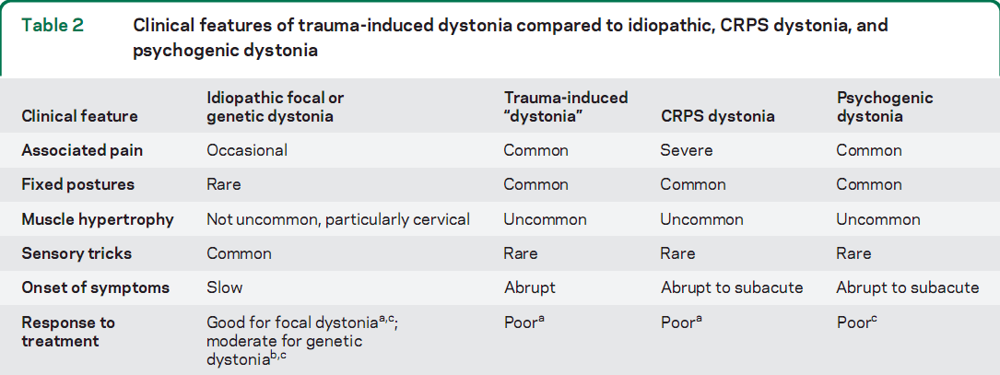 Table 2 Clinical features of trauma-induced dystonia compared to idiopathic, CRPS dystonia, and
psychogenic dystonia
Clinical feature Idiopathic focal or genetic dystonia Trauma-induced “dystonia” CRPS dystonia Psychogenic dystonia
Associated pain Occasional Common Severe Common
Fixed postures Rare Common Common Common
Muscle hypertrophy Not uncommon, particularly cervical Uncommon Uncommon Uncommon
Sensory tricks Common Rare Rare Rare
Onset of symptoms Slow Abrupt Abrupt to subacute Abrupt to subacute
Response to treatment Good for focal dystonia^a,c; moderate for genetic dystonia^b,c Poor^a Poor^a Poor^c